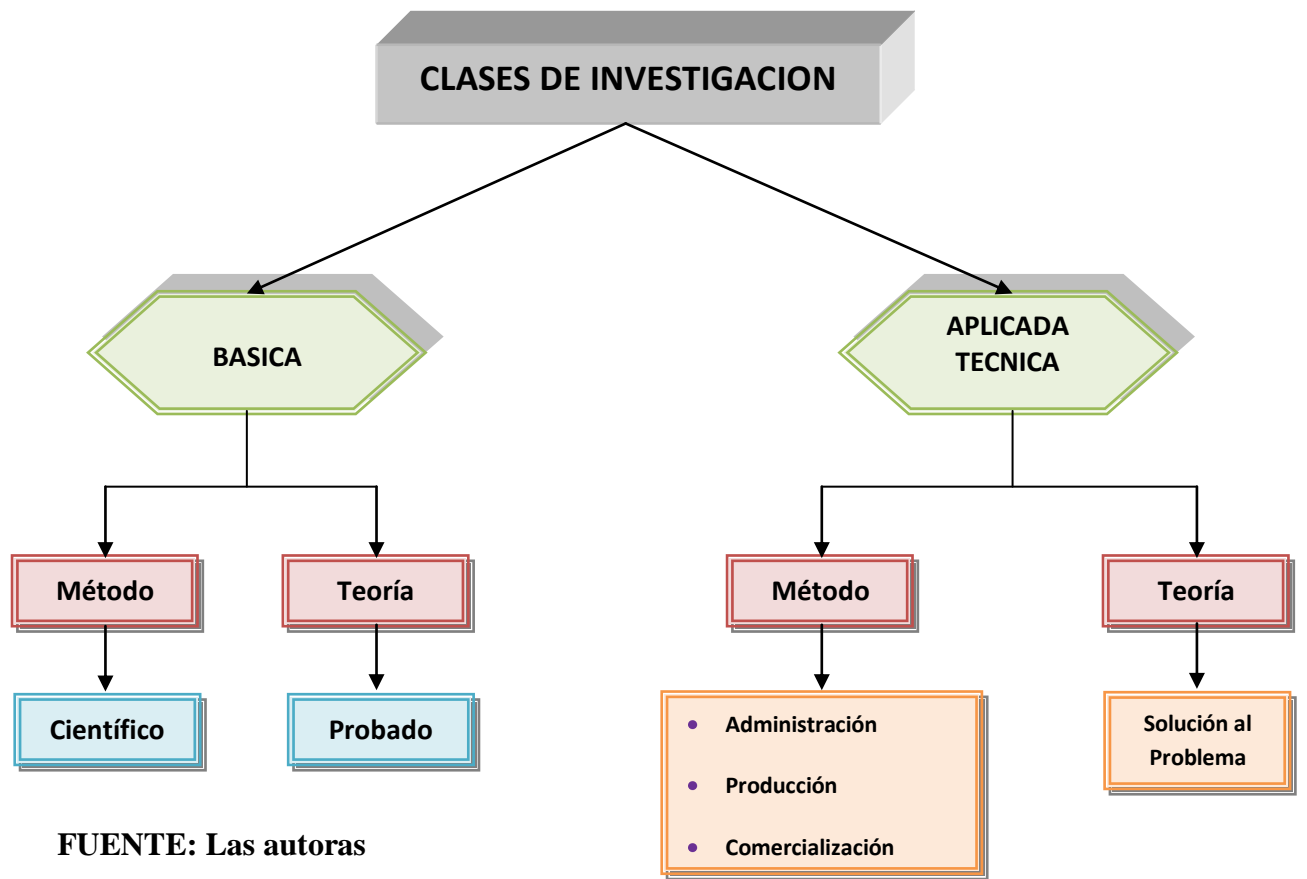 CLASES DE INVESTIGACION
BASICA
APLICADA
TECNICA
Método
Teoría
Método
Teoría
Científico
Probado
• Administración
• Producción
• Comercialización
Solución al
Problema
FUENTE: Las autoras